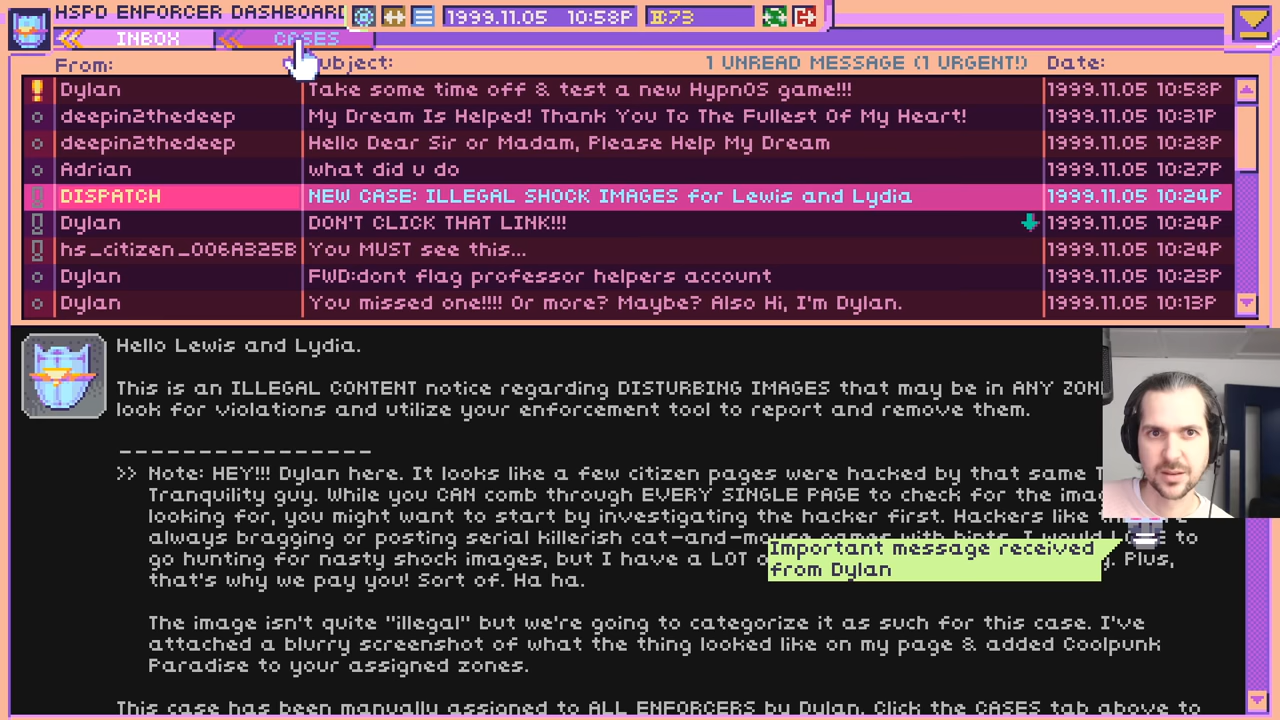 HSPD ENFORCER DASHBOARD
1999.11.05 10:58P
73
INBOX
CASES
From:
ubject:
1 UNREAD MESSAGE (1 URGENT!)
Date:
Dylan
Take some time off & test a new HypnOS game!!!
1999.11.05 10:58P
deepin2thedeep
My Dream Is Helped! Thank You To The Fullest Of My Heart!
1999.11.05 10:31P
deepin2thedeep
Hello Dear Sir or Madam, Please Help My Dream
1999.11.05 10:28P
Adrian
what did u do
1999.11.05 10:27P
DISPATCH
NEW CASE: ILLEGAL SHOCK IMAGES for Lewis and Lydia
1999.11.05 10:24P
Dylan
DON'T CLICK THAT LINK!!!
1999.11.05 10:24P
hs_citizen_006A325B
You MUST see this...
1999.11.05 10:24P
Dylan
FWD:dont flag professor helpers account
1999.11.05 10:23P
Dylan
You missed one!!!! Or more? Maybe? Also Hi, I'm Dylan.
1999.11.05 10:13P
Hello Lewis and Lydia.
This is an ILLEGAL CONTENT notice regarding DISTURBING IMAGES that may be in ANY
look for violations and utilize your enforcement tool to report and remove them.
----------------
>> Note: HEY!!! Dylan here. It looks like a few citizen pages were hacked by that same
Tranquility guy. While you CAN comb through EVERY SINGLE PAGE to check for the
looking for, you might want to start by investigating the hacker first. Hackers like
always bragging or posting serial killerish cat-and-mouse games with hints. I would to
go hunting for nasty shock images, but I have a LOT Plus,
that's why we pay you! Sort of. Ha ha.
Important message received
from Dylan
The image isn't quite "illegal" but we're going to categorize it as such for this case. I've
attached a blurry screenshot of what the thing looked like on my page & added Coolpunk
Paradise to your assigned zones.
This case has been manually assigned to ALL ENFORCERS by Dylan. Click the CASES tab above to